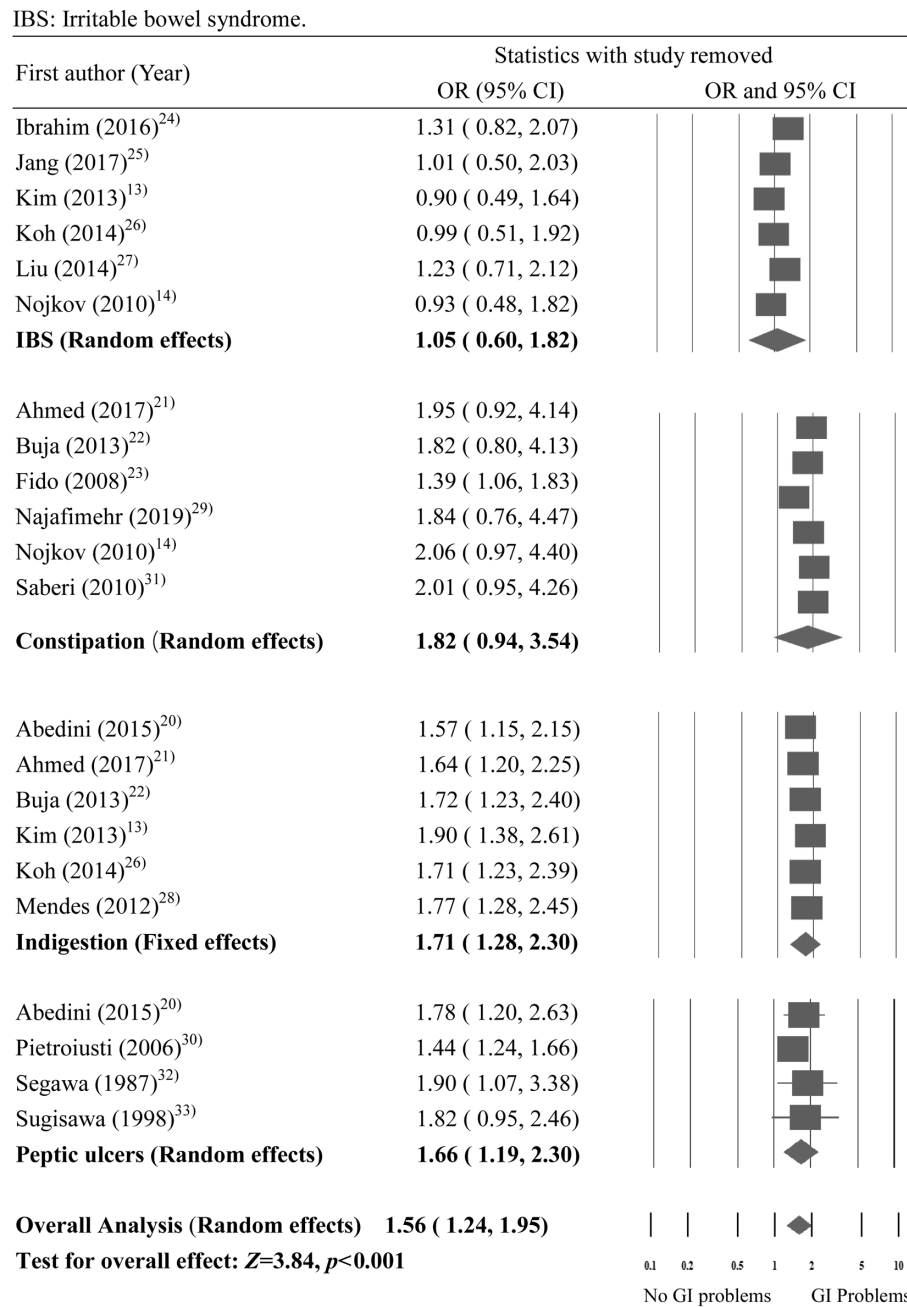 IBS: Irritable bowel syndrome.
First author (Year)
Statistics with study removed
OR (95% CI) OR and 95% CI
Ibrahim (2016)24) 1.31 ( 0.82, 2.07)
Jang (2017)25) 1.01 ( 0.50, 2.03)
Kim (2013)13) 0.90 ( 0.49, 1.64)
Koh (2014)26) 0.99 ( 0.51, 1.92)
Liu (2014)27) 1.23 ( 0.71, 2.12)
Nojkov (2010)14) 0.93 ( 0.48, 1.82)
IBS (Random effects) 1.05 ( 0.60, 1.82)
Ahmed (2017)21) 1.95 ( 0.92, 4.14)
Buja (2013)22) 1.82 ( 0.80, 4.13)
Fido (2008)23) 1.39 ( 1.06, 1.83)
Najafimehr (2019)29) 1.84 ( 0.76, 4.47)
Nojkov (2010)14) 2.06 ( 0.97, 4.40)
Saberi (2010)31) 2.01 ( 0.95, 4.26)
Constipation (Random effects) 1.82 ( 0.94, 3.54)
Abedini (2015)20) 1.57 ( 1.15, 2.15)
Ahmed (2017)21) 1.64 ( 1.20, 2.25)
Buja (2013)22) 1.72 ( 1.23, 2.40)
Kim (2013)13) 1.90 ( 1.38, 2.61)
Koh (2014)26) 1.71 ( 1.23, 2.39)
Mendes (2012)28) 1.77 ( 1.28, 2.45)
Indigestion (Fixed effects) 1.71 ( 1.28, 2.30)
Abedini (2015)20) 1.78 ( 1.20, 2.63)
Pietroiusti (2006)30) 1.44 ( 1.24, 1.66)
Segawa (1987)32) 1.90 ( 1.07, 3.38)
Sugisawa (1998)33) 1.82 ( 0.95, 2.46)
Peptic ulcers (Random effects) 1.66 ( 1.19, 2.30)
Overall Analysis (Random effects) 1.56 ( 1.24, 1.95)
Test for overall effect: Z=3.84, p<0.001
0.1 0.2 0.5 1 2 5 10
No GI problems GI Problems